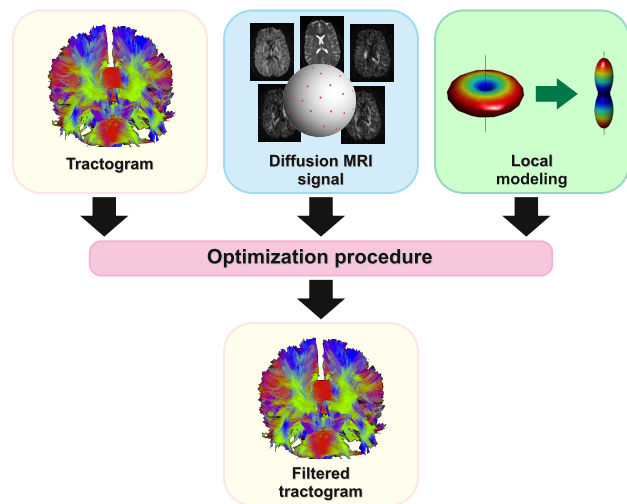 Tractogram
Diffusion MRI
signal
Local
modeling
Optimization procedure
Filtered
tractogram